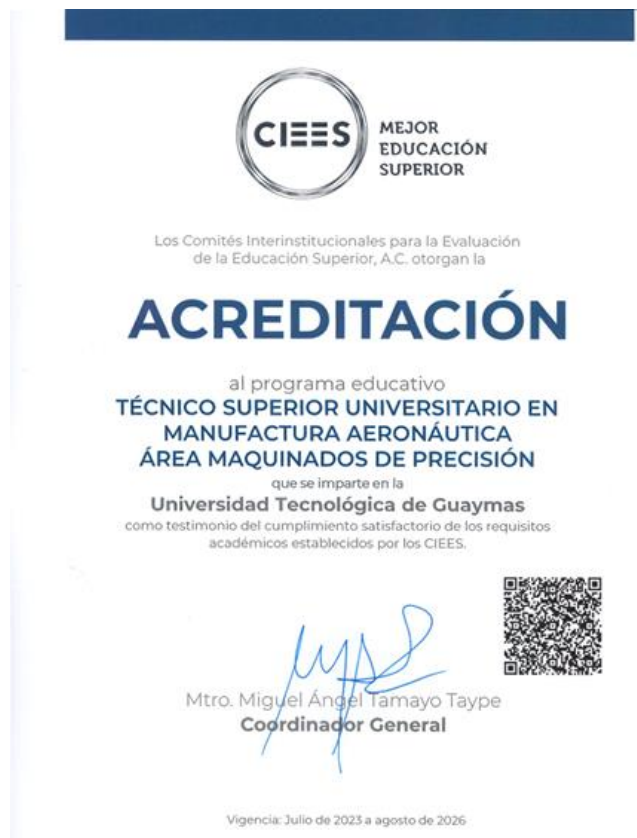 CIEES
MEJOR
EDUCACIÓN
SUPERIOR
Los Comités Interinstitucionales para la Evaluación
de la Educación Superior, A.C. otorgan la
ACREDITACIÓN
al programa educativo
TÉCNICO SUPERIOR UNIVERSITARIO EN
MANUFACTURA AERONÁUTICA
ÁREA MAQUINADOS DE PRECISIÓN
que se imparte en la
Universidad Tecnológica de Guaymas
como testimonio del cumplimiento satisfactorio de los requisitos
académicos establecidos por los CIEES.
Mtro. Miguel Ángel Tamayo Taype
Coordinador General
Vigencia: Julio de 2023 a agosto de 2026